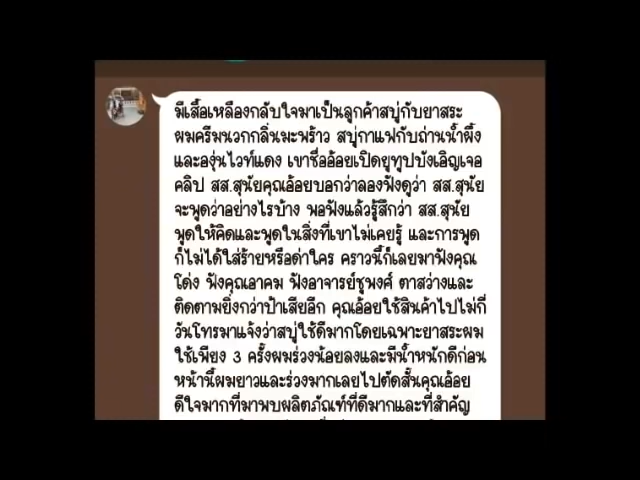 มีเสื้อเหลืองกลับใจมาเป็นลูกค้าสบู่กับยาสระ
ผมครีมนวกกลิ่นมะพร้าว สบู่กาแฟกับถ่านน้ำผึ้ง
และองุ่นไวท์แดง เขาชื่ออ้อยเปิดยูทูปบังเอิญเจอ
คลิป สส.สุนัยคุณอ้อยบอกว่าลองฟังดูว่า สส.สุนัย
จะพูดว่าอย่างไรบ้าง พอฟังแล้วรู้สึกว่า สส.สุนัย
พูดให้คิดและพูดในสิ่งที่เขาไม่เคยรู้ และการพูด
ก็ไม่ได้ใส่ร้ายหรือด่าใคร คราวนี้ก็เลยมาฟังคุณ
โด่ง ฟังคุณอาคม ฟังอาจารย์ชูพงศ์ ตาสว่างและ
ติดตามยิ่งกว่าป้าเสียอีก คุณอ้อยใช้สินค้าไปไม่กี่
วันโทรมาแจ้งว่าสบู่ใช้ดีมากโดยเฉพาะยาสระผม
ใช้เพียง 3 ครั้งผมร่วงน้อยลงและมีน้ำหนักดีก่อน
หน้านี้ผมยาวและร่วงมากเลยไปตัดสั้นคุณอ้อย
ดีใจมากที่มาพบผลิตภัณฑ์ที่ดีมากและที่สำคัญ